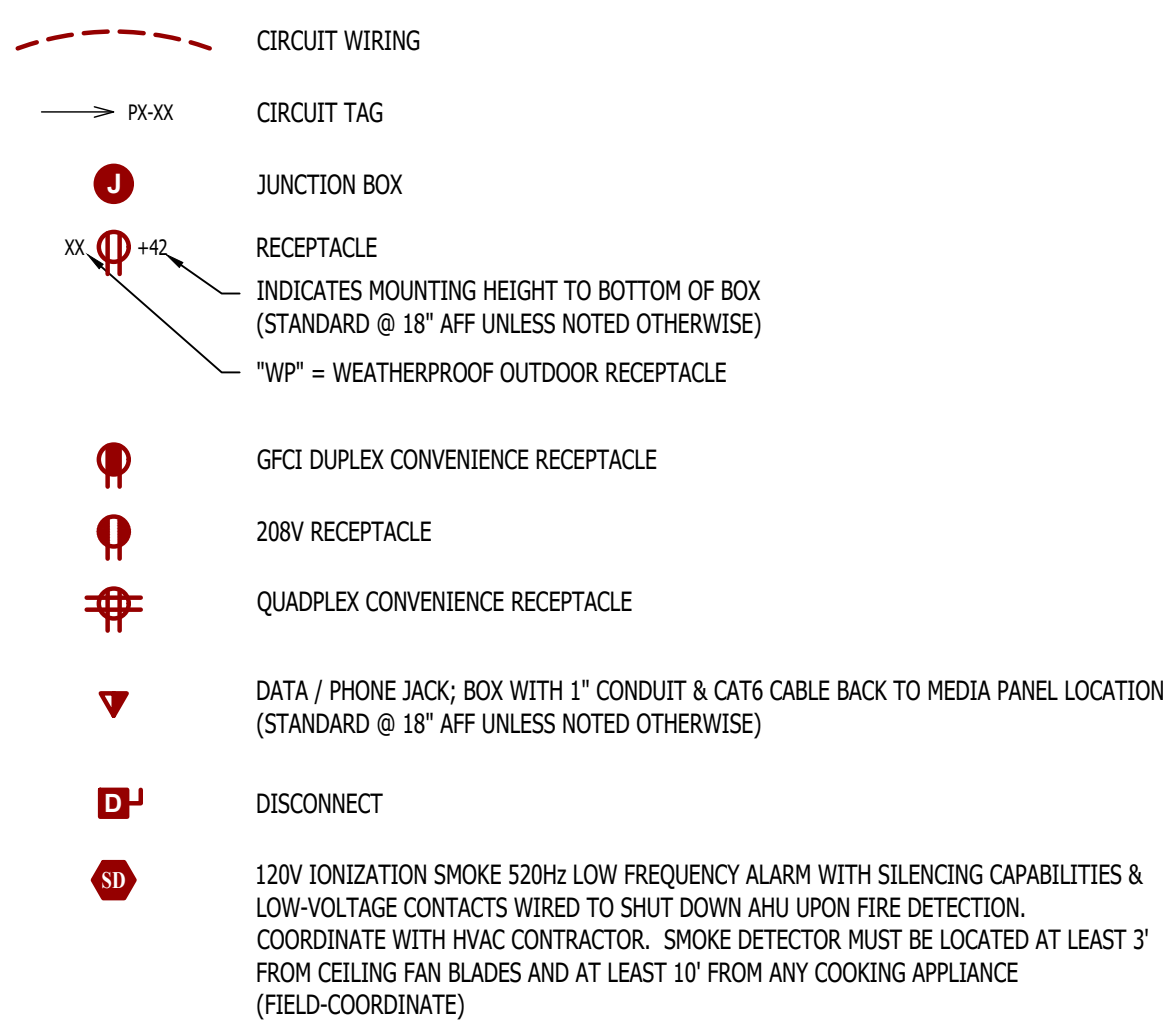 CIRCUIT WIRING
PX-XX CIRCUIT TAG
J JUNCTION BOX
XX +42 RECEPTACLE
INDICATES MOUNTING HEIGHT TO BOTTOM OF BOX
(STANDARD @ 18" AFF UNLESS NOTED OTHERWISE)
"WP" = WEATHERPROOF OUTDOOR RECEPTACLE
GFCI DUPLEX CONVENIENCE RECEPTACLE
208V RECEPTACLE
QUADPLEX CONVENIENCE RECEPTACLE
DATA / PHONE JACK; BOX WITH 1" CONDUIT & CAT6 CABLE BACK TO MEDIA PANEL LOCATION
(STANDARD @ 18" AFF UNLESS NOTED OTHERWISE)
D DISCONNECT
SD 120V IONIZATION SMOKE 520Hz LOW FREQUENCY ALARM WITH SILENCING CAPABILITIES &
LOW-VOLTAGE CONTACTS WIRED TO SHUT DOWN AHU UPON FIRE DETECTION.
COORDINATE WITH HVAC CONTRACTOR. SMOKE DETECTOR MUST BE LOCATED AT LEAST 3'
FROM CEILING FAN BLADES AND AT LEAST 10' FROM ANY COOKING APPLIANCE
(FIELD-COORDINATE)